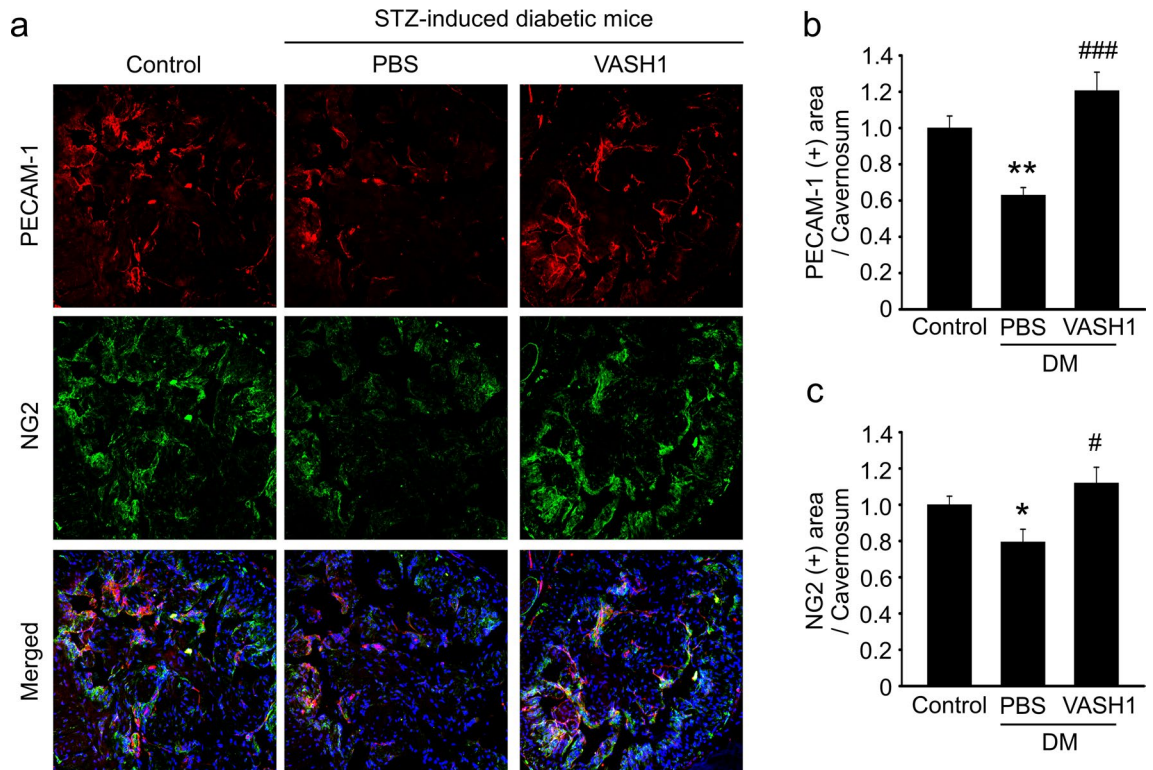 a
STZ-induced diabetic mice
Control
PBS
VASH1
PECAM-1
NG2
Merged
b
PECAM-1 (+) area
/ Cavernosum
1.4
1.2
1.0
0.8
0.6
0.4
0.2
0
**
###
Control
PBS
VASH1
DM
c
NG2 (+) area
/ Cavernosum
1.4
1.2
1.0
0.8
0.6
0.4
0.2
0
*
#
Control
PBS
VASH1
DM